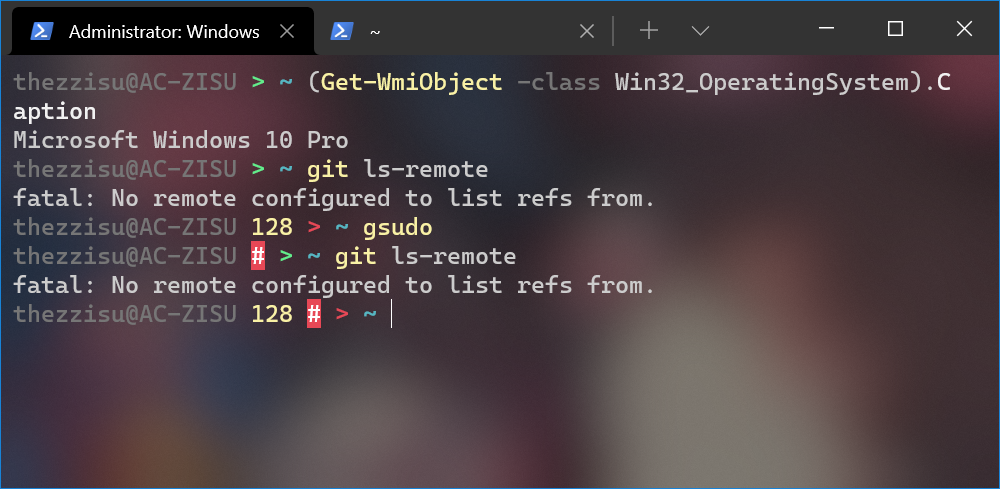 Administrator: Windows
~
thezzisu@AC-ZISU > ~ (Get-WmiObject -class Win32_OperatingSystem).C
aption
Microsoft Windows 10 Pro
thezzisu@AC-ZISU > ~ git ls-remote
fatal: No remote configured to list refs from.
thezzisu@AC-ZISU 128 > ~ gsudo
thezzisu@AC-ZISU # > ~ git ls-remote
fatal: No remote configured to list refs from.
thezzisu@AC-ZISU 128 # > ~